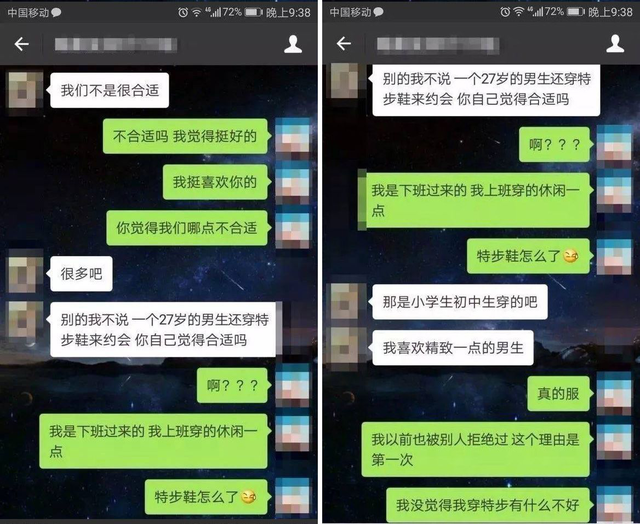 中国移动 72% 晚上9:38
我们不是很合适
不合适吗 我觉得挺好的
我挺喜欢你的
你觉得我们哪点不合适
很多吧
别的我不说 一个27岁的男生还穿特
步鞋来约会 你自己觉得合适吗
啊？？？
我是下班过来的 我上班穿的休闲一
点
特步鞋怎么了
中国移动 72% 晚上9:38
别的我不说 一个27岁的男生还穿特
步鞋来约会 你自己觉得合适吗
啊？？？
我是下班过来的 我上班穿的休闲一
点
特步鞋怎么了
那是小学生初中生穿的吧
我喜欢精致一点的男生
真的服
我以前也被别人拒绝过 这个理由是
第一次
我没觉得我穿特步有什么不好